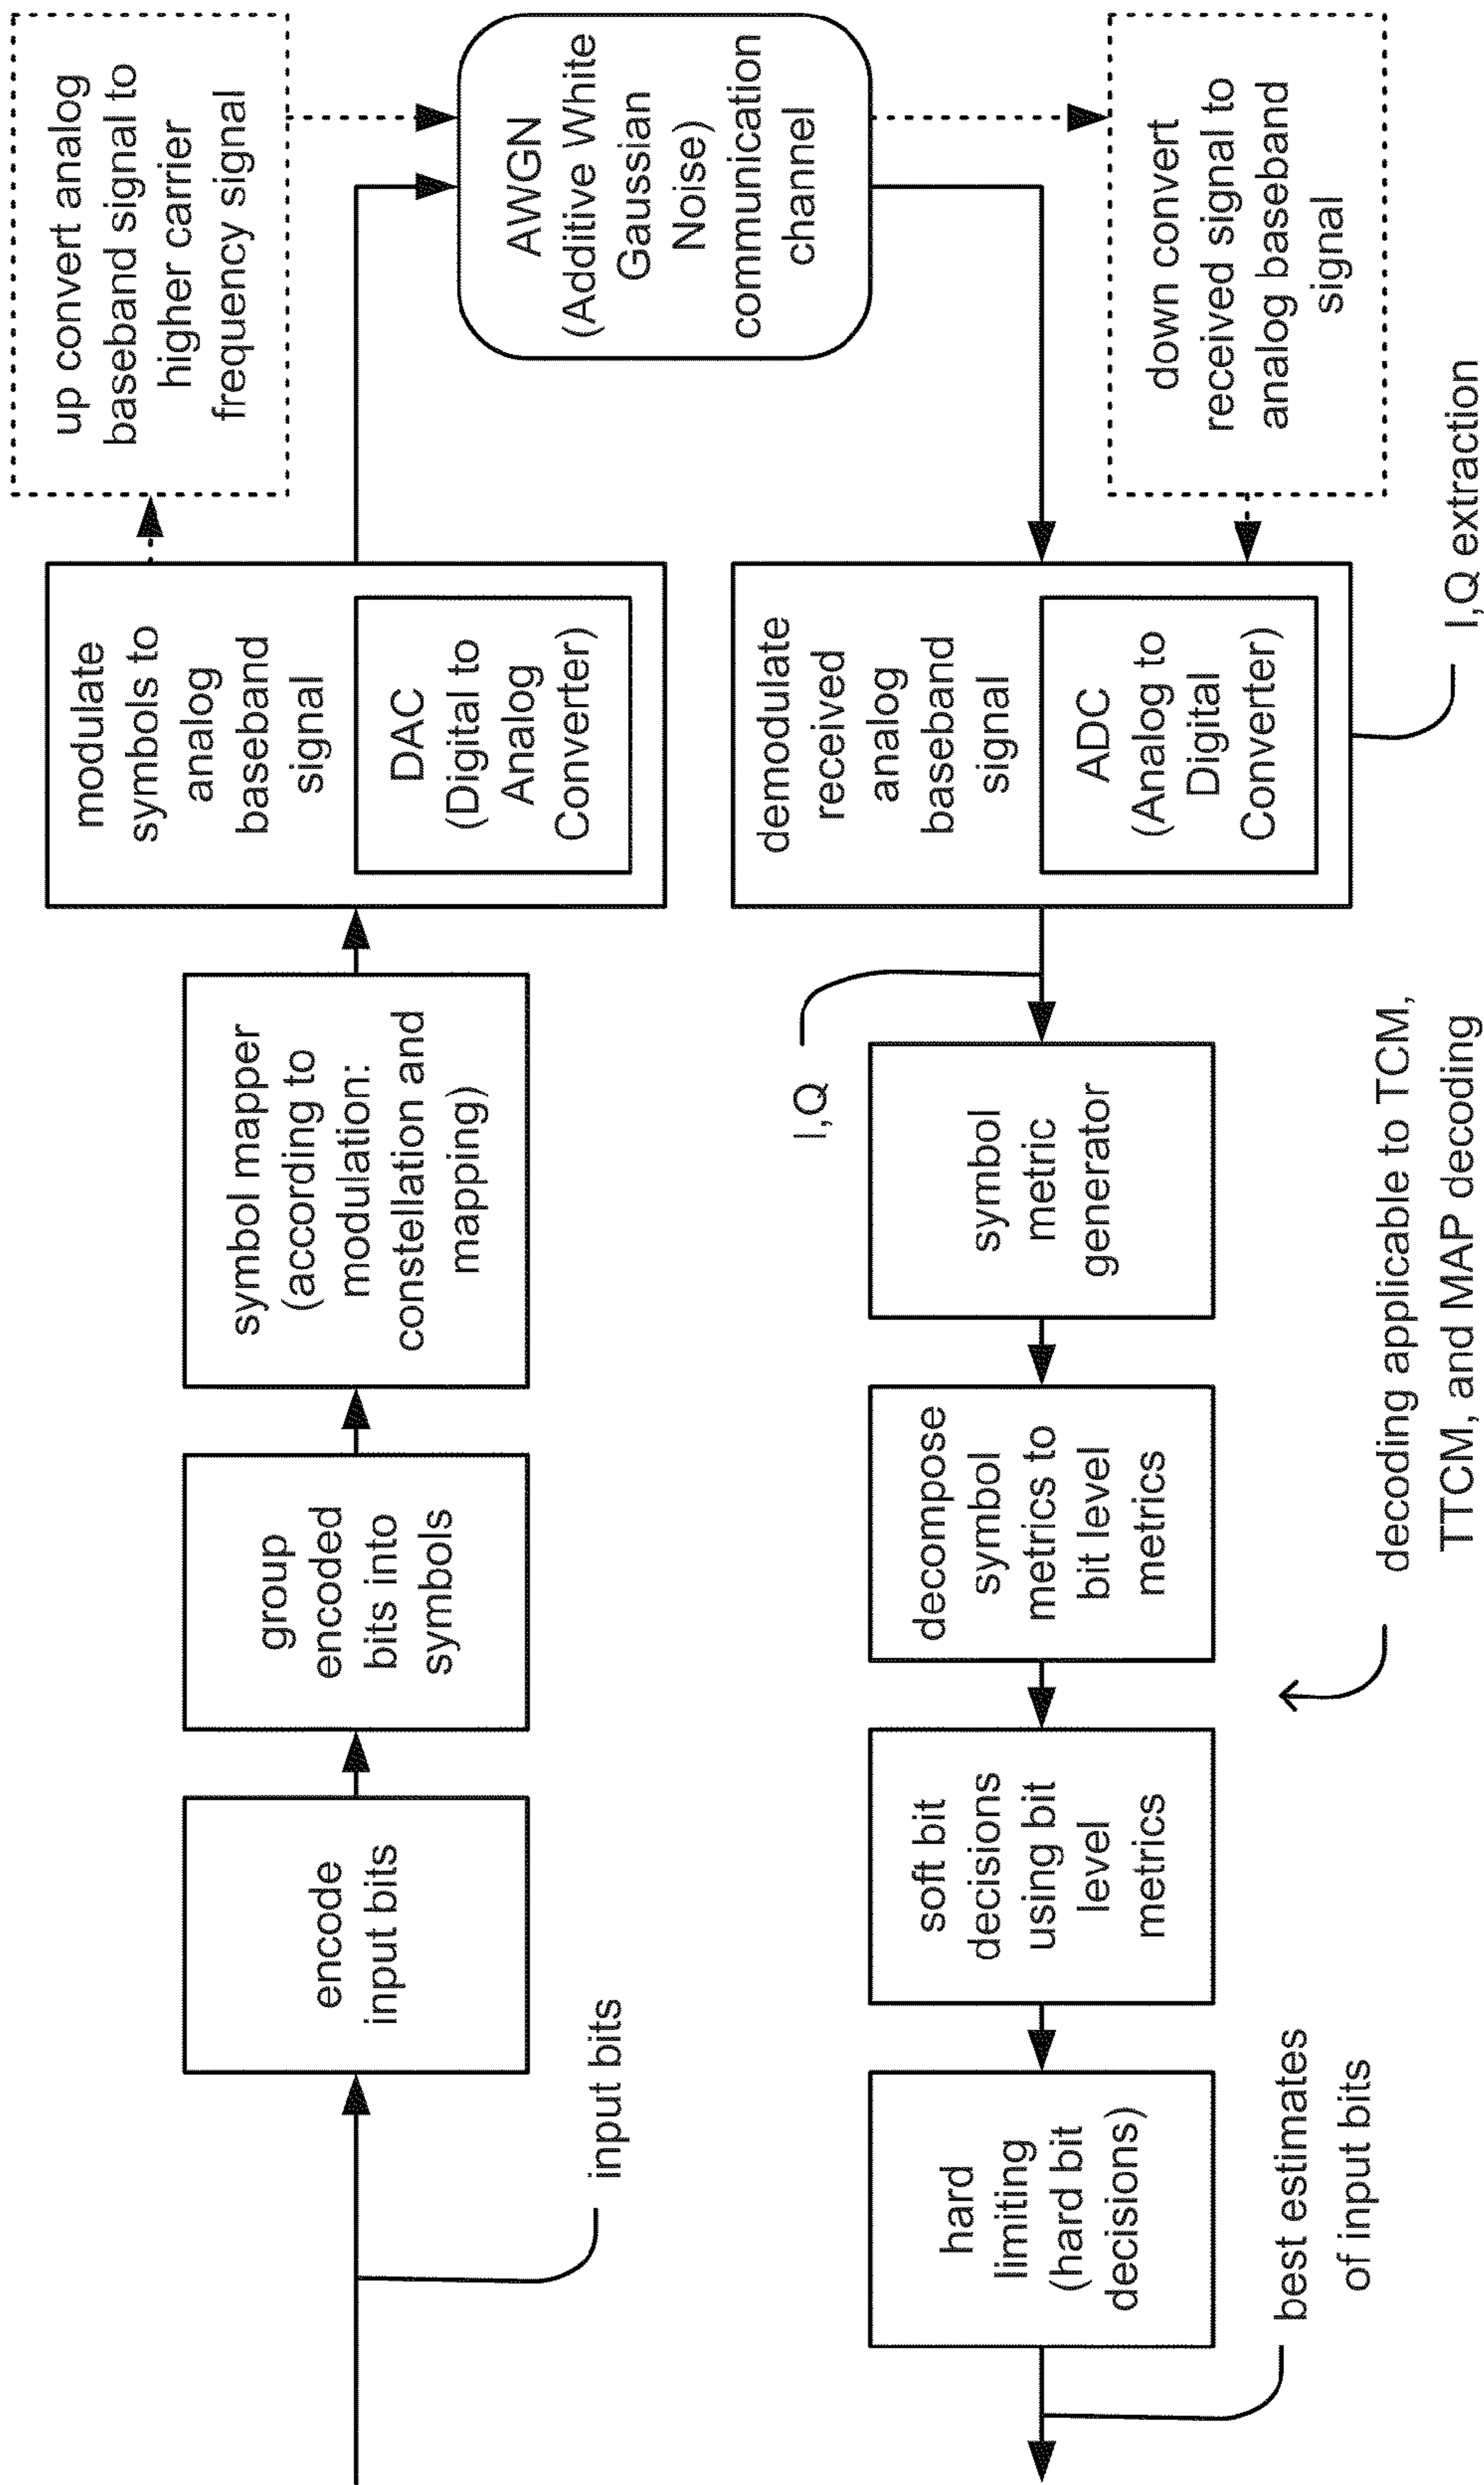 input bits
encode
input bits
group
encoded
bits into
symbols
symbol mapper
(according to
modulation:
constellation and
mapping)
modulate
symbols to
analog
baseband
signal
DAC
(Digital to
Analog
Converter)
up convert analog
baseband signal to
higher carrier
frequency signal
AWGN
(Additive White
Gaussian
Noise)
communication
channel
down convert
received signal to
analog baseband
signal
demodulate
received
analog
baseband
signal
ADC
(Analog to
Digital
Converter)
I,Q extraction
I,Q
symbol
metric
generator
decompose
symbol
metrics to
bit level
metrics
soft bit
decisions
using bit
level
metrics
hard
limiting
(hard bit
decisions)
best estimates
of input bits
decoding applicable to TCM,
TTCM, and MAP decoding